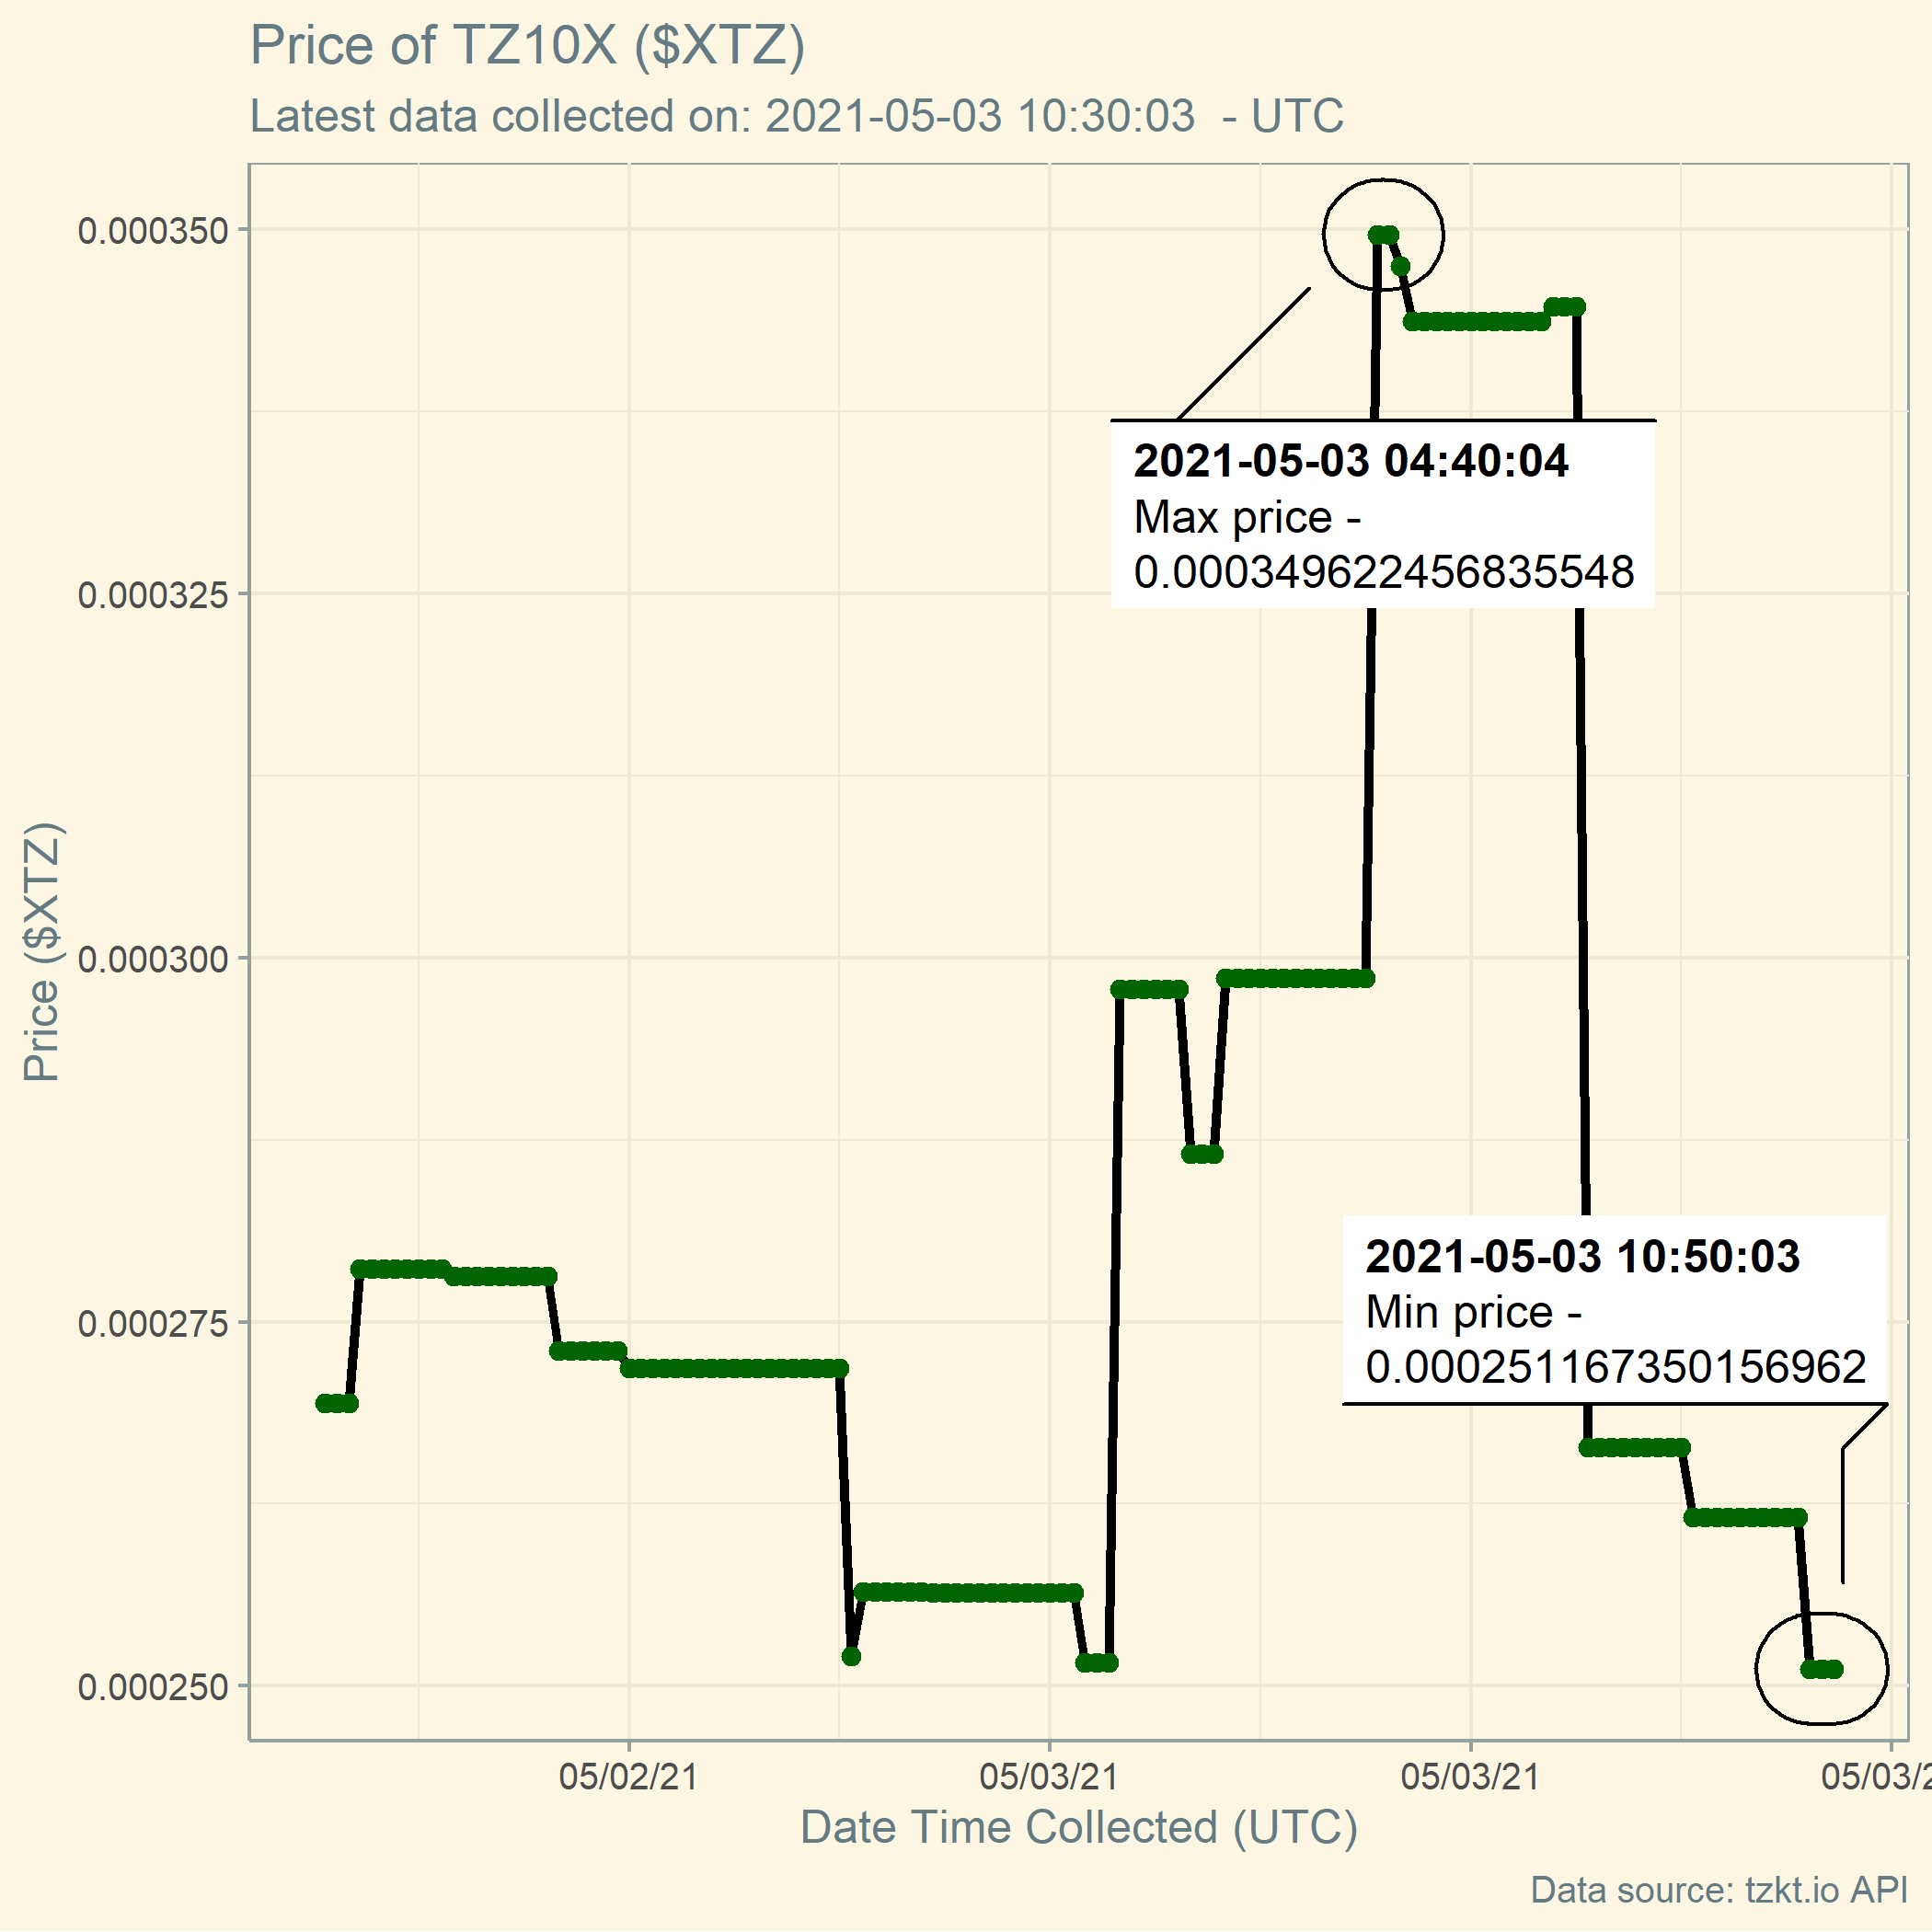 Price of TZ10X ($XTZ)
Latest data collected on: 2021-05-03 10:30:03  - UTC
0.000350
0.000325
0.000300
0.000275
0.000250
Price ($XTZ)
2021-05-03 04:40:04
Max price -
0.000349622456835548
2021-05-03 10:50:03
Min price -
0.000251167350156962
05/02/21
05/03/21
05/03/21
05/03/2
Date Time Collected (UTC)
Data source: tzkt.io API